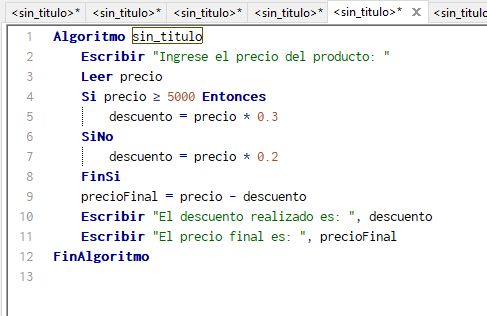 <sin_titulo>* <sin_titulo>* <sin_titulo>* <sin_titulo>* <sin_titulo>* X <sin_titulo>*
1 Algoritmo sin_titulo
2 Escribir "Ingrese el precio del producto: "
3 Leer precio
4 Si precio ≥ 5000 Entonces
5 descuento = precio * 0.3
6 SiNo
7 descuento = precio * 0.2
8 FinSi
9 precioFinal = precio - descuento
10 Escribir "El descuento realizado es: ", descuento
11 Escribir "El precio final es: ", precioFinal
12 FinAlgoritmo
13